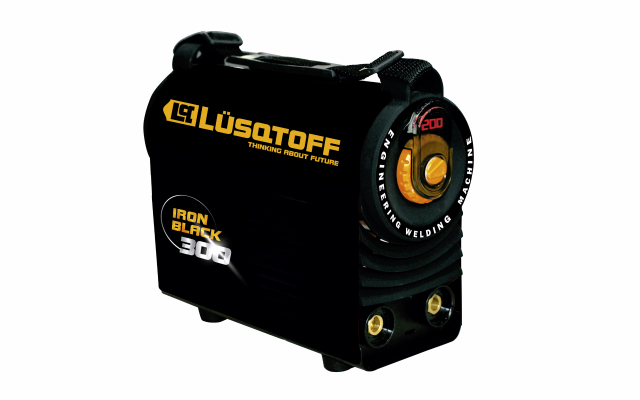 LÜSQTOFF
THINKING ABOUT FUTURE
200
ENGINEERING WELDING MACHINE
IRON
BLACK
300